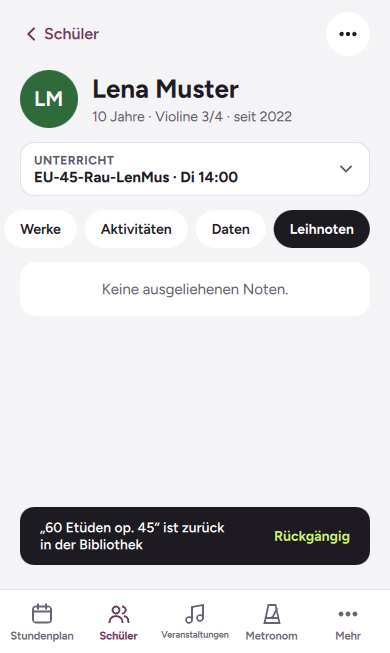 Schüler
LM
Lena Muster
10 Jahre · Violine 3/4 · seit 2022
UNTERRICHT
EU-45-Rau-LenMus · Di 14:00
Werke
Aktivitäten
Daten
Leihnoten
Keine ausgeliehenen Noten.
„60 Etüden op. 45“ ist zurück
in der Bibliothek
Rückgängig
Stundenplan
Schüler
Veranstaltungen
Metronom
Mehr